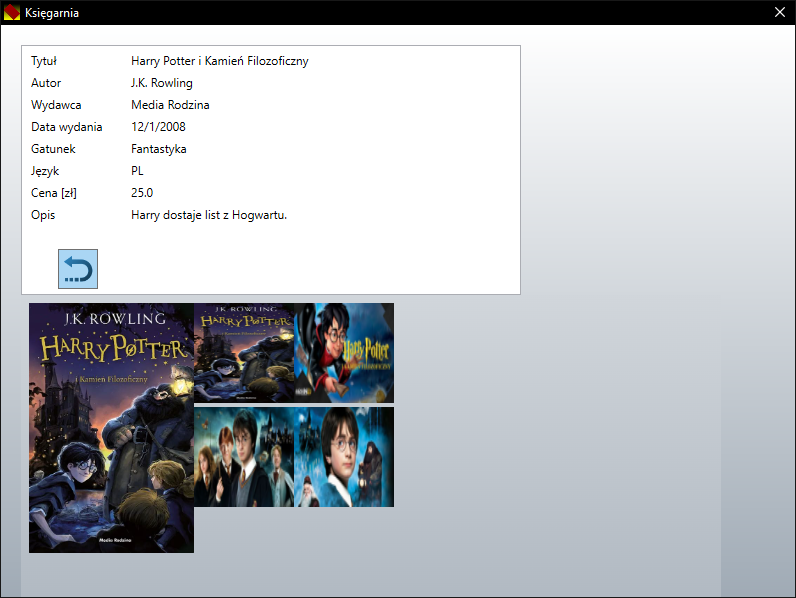 Księgarnia
Tytuł Harry Potter i Kamień Filozoficzny
Autor J.K. Rowling
Wydawca Media Rodzina
Data wydania 12/1/2008
Gatunek Fantastyka
Język PL
Cena [zł] 25.0
Opis Harry dostaje list z Hogwartu.
J.K. ROWLING
HARRY POTTER
i Kamień Filozoficzny
Media Rodzina
J.K. ROWLING
HARRY POTTER
Harry Potter